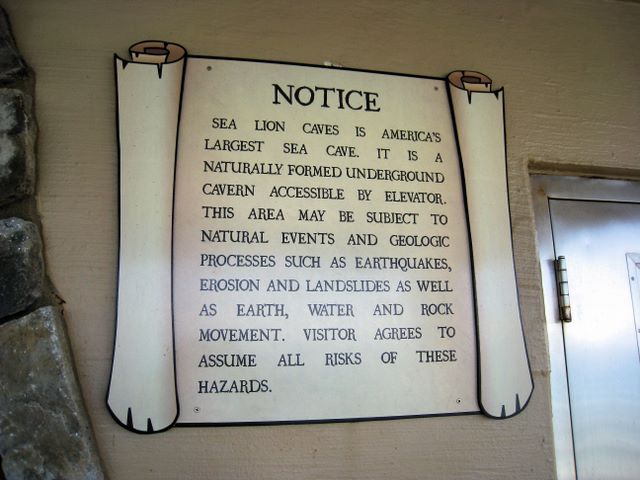 NOTICE
SEA LION CAVES IS AMERICA'S
LARGEST SEA CAVE. IT IS A
NATURALLY FORMED UNDERGROUND
CAVERN ACCESSIBLE BY ELEVATOR.
THIS AREA MAY BE SUBJECT TO
NATURAL EVENTS AND GEOLOGIC
PROCESSES SUCH AS EARTHQUAKES,
EROSION AND LANDSLIDES AS WELL
AS EARTH, WATER AND ROCK
MOVEMENT. VISITOR AGREES TO
ASSUME ALL RISKS OF THESE
HAZARDS.